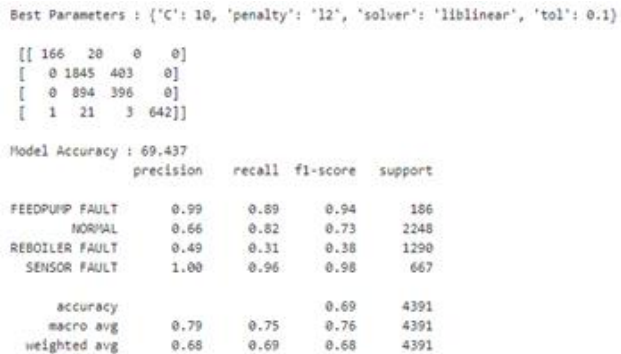 Best Parameters : {'C': 10, 'penalty': 'l2', 'solver': 'liblinear', 'tol': 0.1}
[[ 166 20 0 0]
[ 0 1845 403 0]
[ 0 894 396 0]
[ 1 21 3 642]]
Model Accuracy : 69.437
precision recall f1-score support
FEEDPUMP FAULT 0.99 0.89 0.94 186
NORMAL 0.66 0.82 0.73 2248
REBOILER FAULT 0.49 0.31 0.38 1290
SENSOR FAULT 1.00 0.96 0.98 667
accuracy 0.69 4391
macro avg 0.79 0.75 0.76 4391
weighted avg 0.68 0.69 0.68 4391